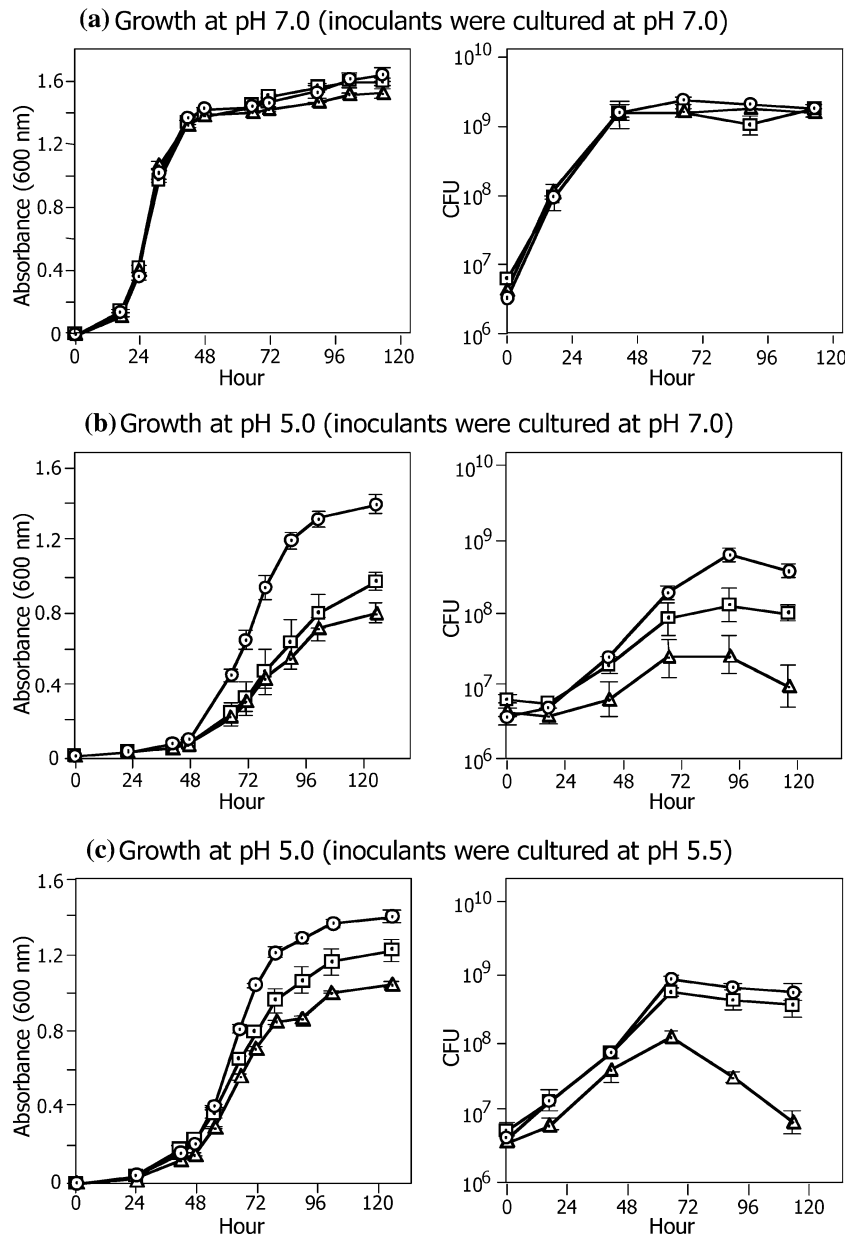 (a) Growth at pH 7.0 (inoculants were cultured at pH 7.0)
Absorbance (600 nm)
1.6
1.2
0.8
0.4
0
0 24 48 72 96 120
Hour
CFU
10^10
10^9
10^8
10^7
10^6
0 24 48 72 96 120
Hour
(b) Growth at pH 5.0 (inoculants were cultured at pH 7.0)
Absorbance (600 nm)
1.6
1.2
0.8
0.4
0
0 24 48 72 96 120
Hour
CFU
10^10
10^9
10^8
10^7
10^6
0 24 48 72 96 120
Hour
(c) Growth at pH 5.0 (inoculants were cultured at pH 5.5)
Absorbance (600 nm)
1.6
1.2
0.8
0.4
0
0 24 48 72 96 120
Hour
CFU
10^10
10^9
10^8
10^7
10^6
0 24 48 72 96 120
Hour